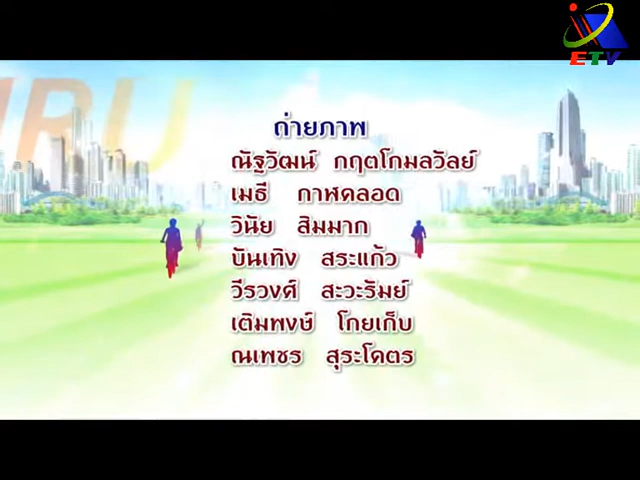 ETV
ถ่ายภาพ
ณัฐวัฒน์ กฤตโกมลวัลย์
เมธี กาฬคลอด
วินัย สิมมาก
บันเทิง สระแก้ว
วีรวงศ์ สะวะรัมย์
เติมพงษ์ โกยเก็บ
ณเพชร สุระโคตร